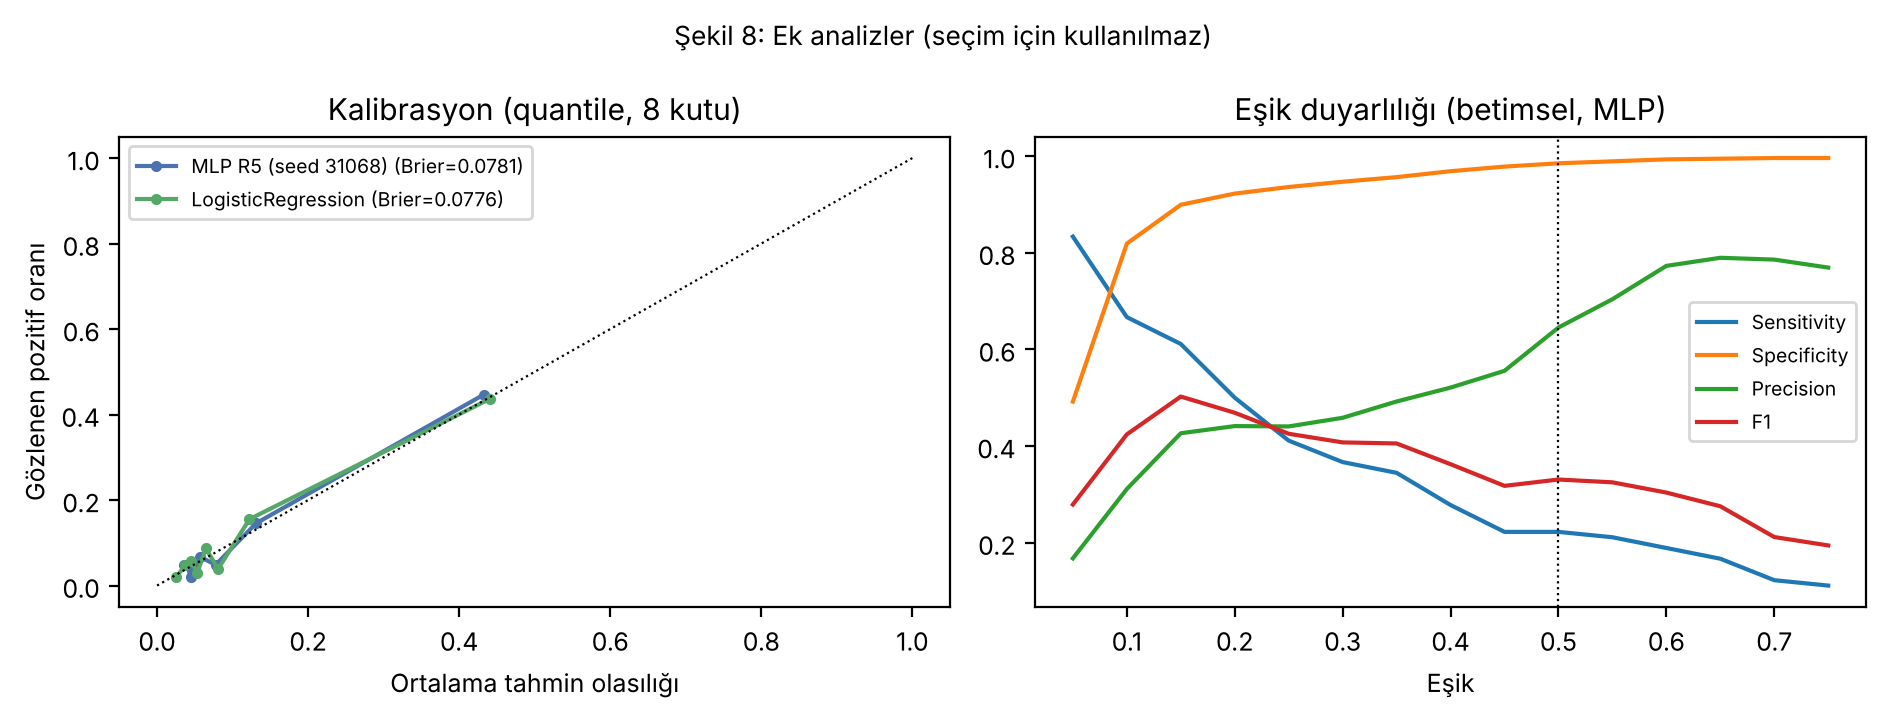 Şekil 8: Ek analizler (seçim için kullanılmaz)
Kalibrasyon (quantile, 8 kutu)
MLP R5 (seed 31068) (Brier=0.0781)
LogisticRegression (Brier=0.0776)
Gözlenen pozitif oranı
1.0
0.8
0.6
0.4
0.2
0.0
0.0 0.2 0.4 0.6 0.8 1.0
Ortalama tahmin olasılığı
Eşik duyarlılığı (betimsel, MLP)
1.0
0.8
0.6
0.4
0.2
Sensitivity
Specificity
Precision
F1
0.1 0.2 0.3 0.4 0.5 0.6 0.7
Eşik